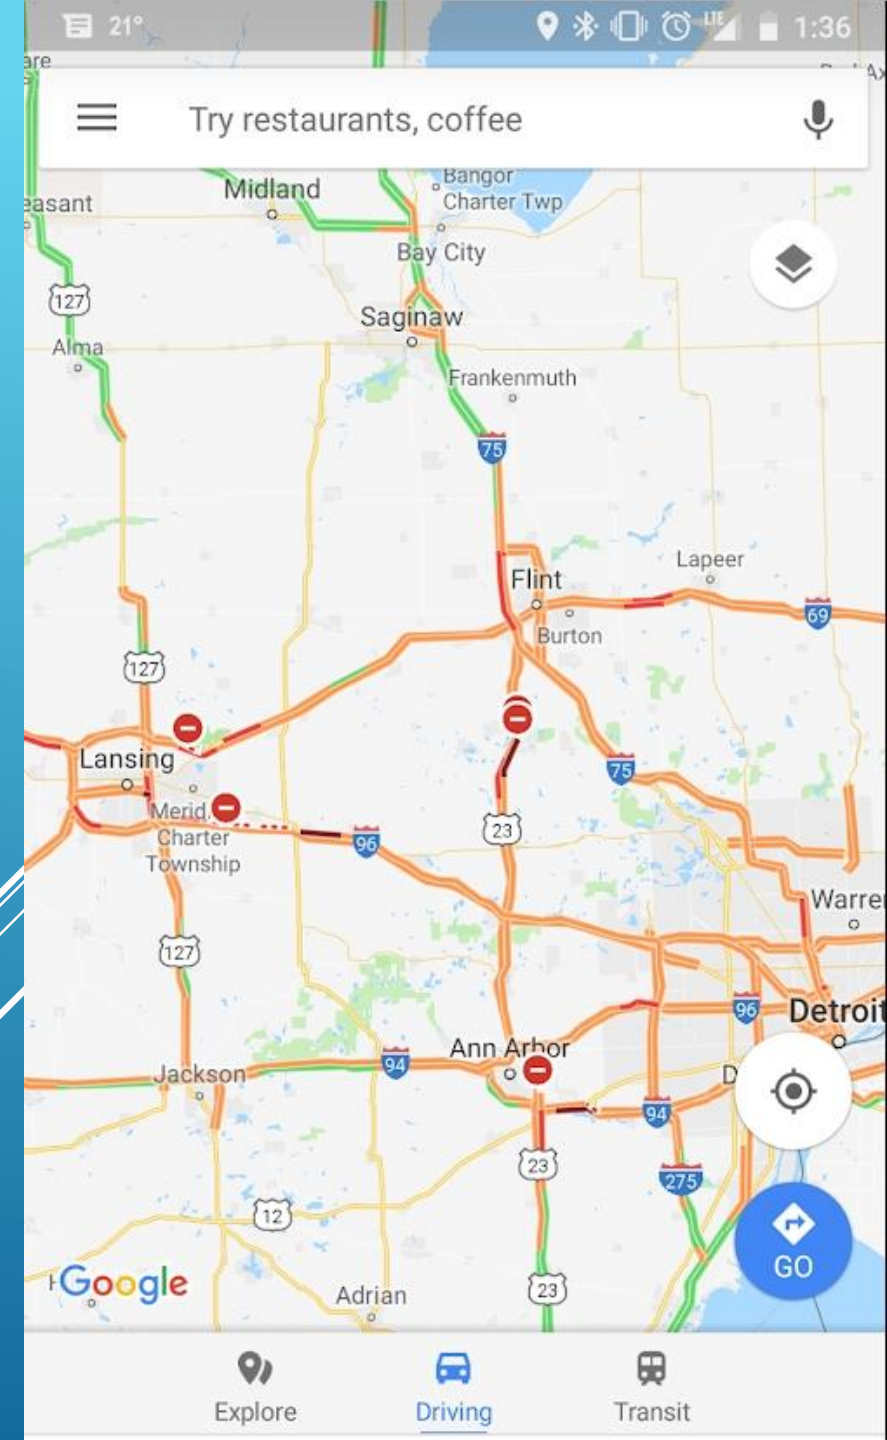 21° LTE 1:36
Try restaurants, coffee
Bangor
Charter Twp
Midland
easant
Bay City
127
Saginaw
Alma
Frankenmuth
75
Lapeer
Flint
69
Burton
127
Lansing
75
Merid.
Charter
Township
23
96
Warre
127
96
Detroit
Ann Arbor
94
Jackson
D
94
23
275
12
GO
Google
23
Adrian
Explore
Driving
Transit